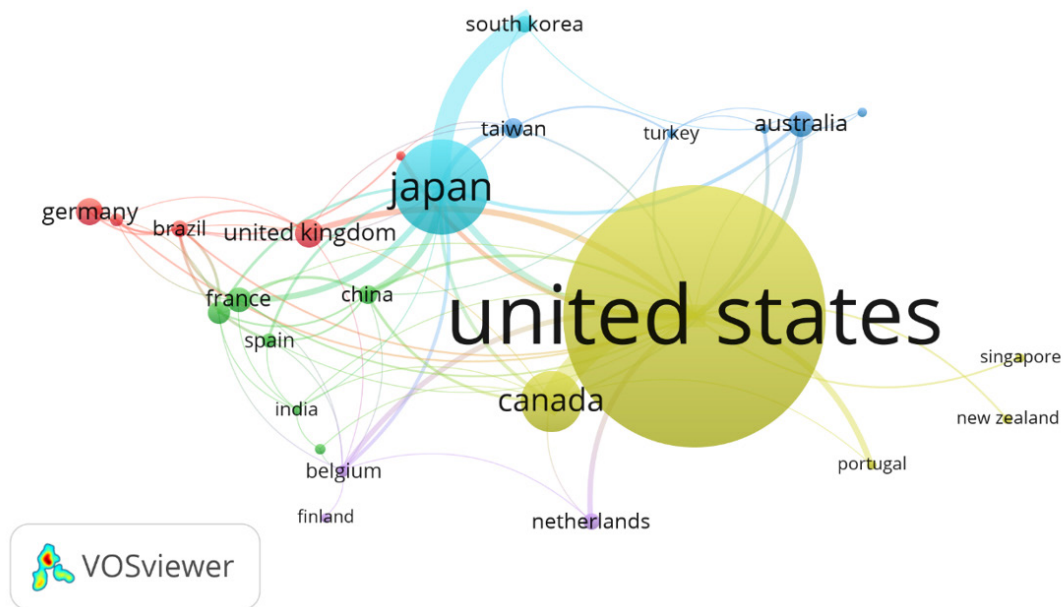 south korea
taiwan
turkey
australia
japan
germany
brazil
united kingdom
france
china
united states
spain
singapore
canada
india
new zealand
belgium
portugal
finland
netherlands
VOSviewer